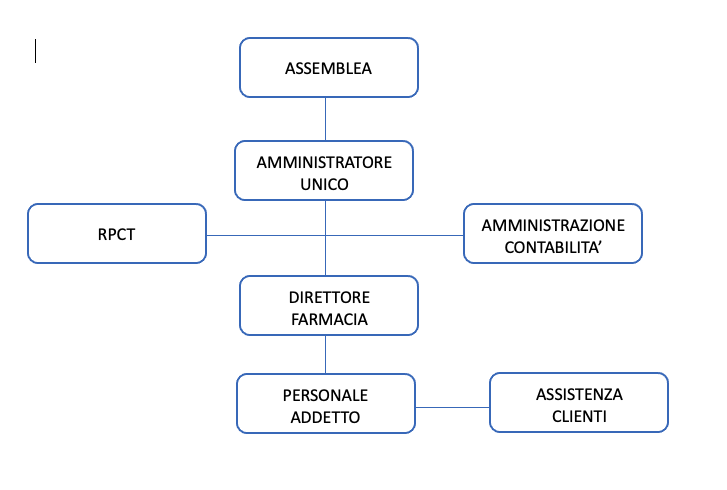 ASSEMBLEA
AMMINISTRATORE
UNICO
RPCT
AMMINISTRAZIONE
CONTABILITA’
DIRETTORE
FARMACIA
PERSONALE
ADDETTO
ASSISTENZA
CLIENTI